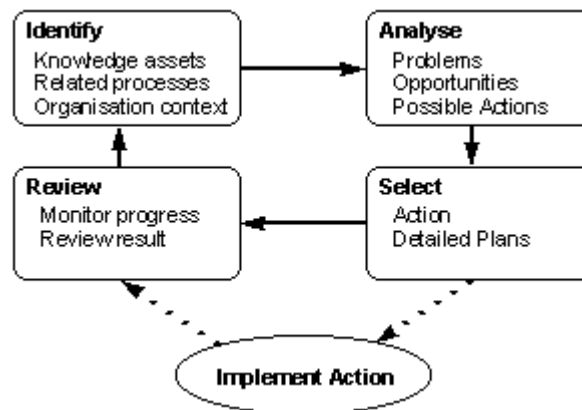 Identify
Knowledge assets
Related processes
Organisation context
Analyse
Problems
Opportunities
Possible Actions
Review
Monitor progress
Review result
Select
Action
Detailed Plans
Implement Action